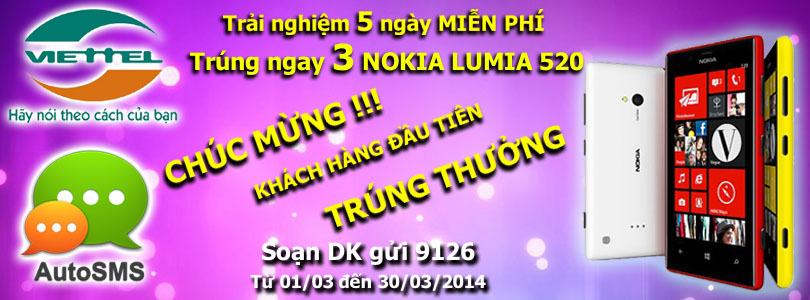 VIETTEL
Hãy nói theo cách của bạn
AutoSMS
Trải nghiệm 5 ngày MIỄN PHÍ
Trúng ngay 3 NOKIA LUMIA 520
CHÚC MỪNG !!!
KHÁCH HÀNG ĐẦU TIÊN
TRÚNG THƯỞNG
Soạn DK gửi 9126
Từ 01/03 đến 30/03/2014
NOKIA
NOKIA